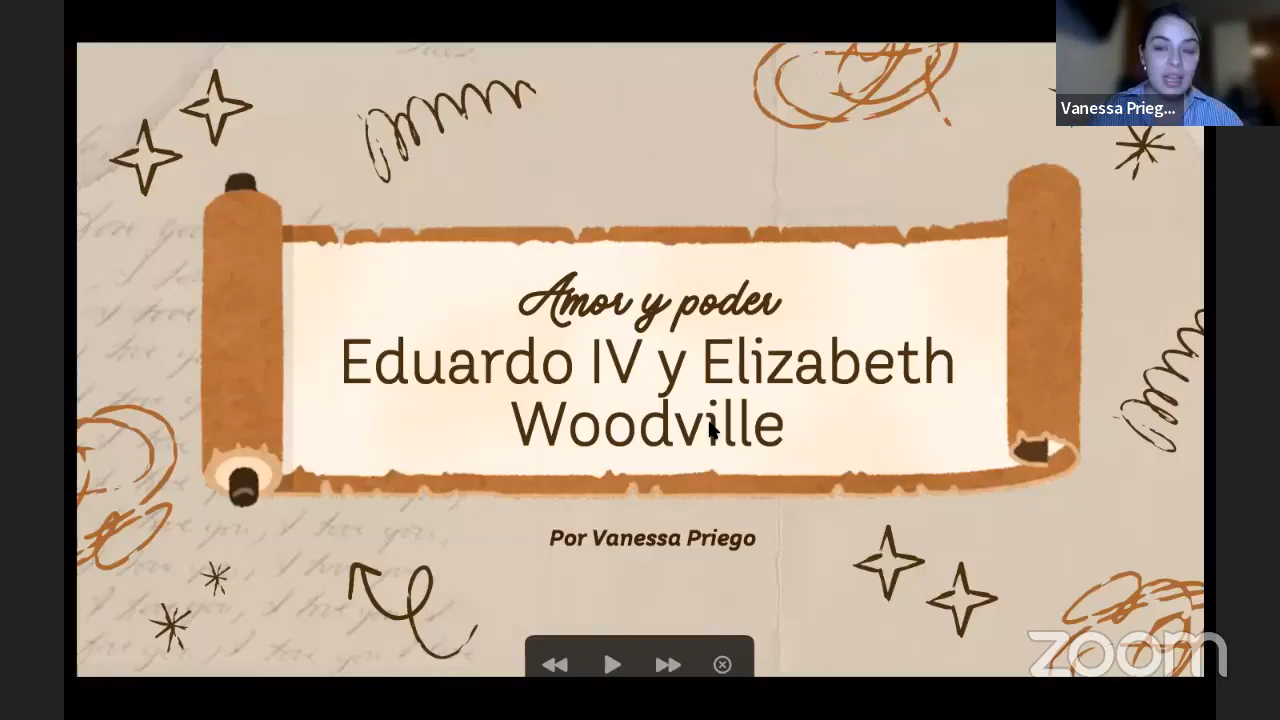 Vanessa Prieg...
Amor y poder
Eduardo IV y Elizabeth
Woodville
Por Vanessa Priego
zoom